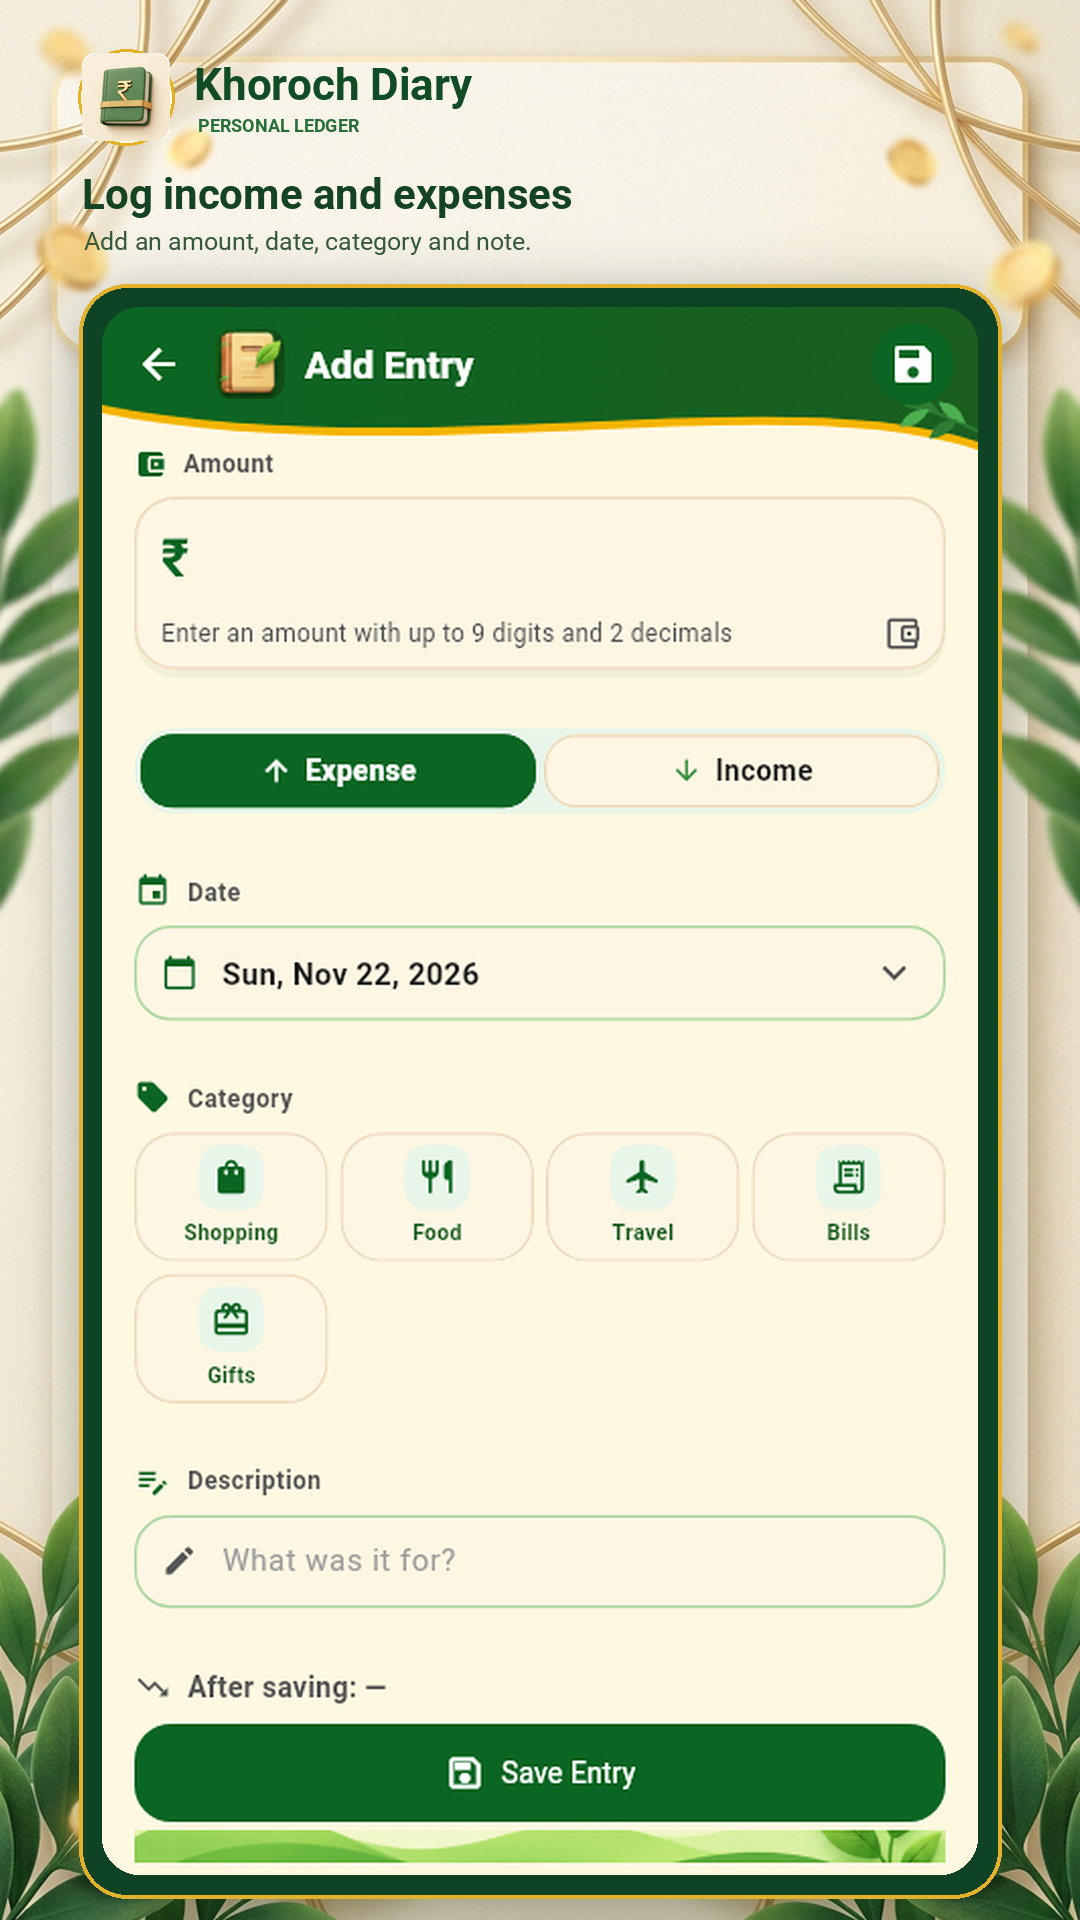 Khoroch Diary
PERSONAL LEDGER
Log income and expenses
Add an amount, date, category and note.
Add Entry
Amount
₹
Enter an amount with up to 9 digits and 2 decimals
Expense Income
Date
Sun, Nov 22, 2026
Category
Shopping Food Travel Bills
Gifts
Description
What was it for?
After saving: –
Save Entry